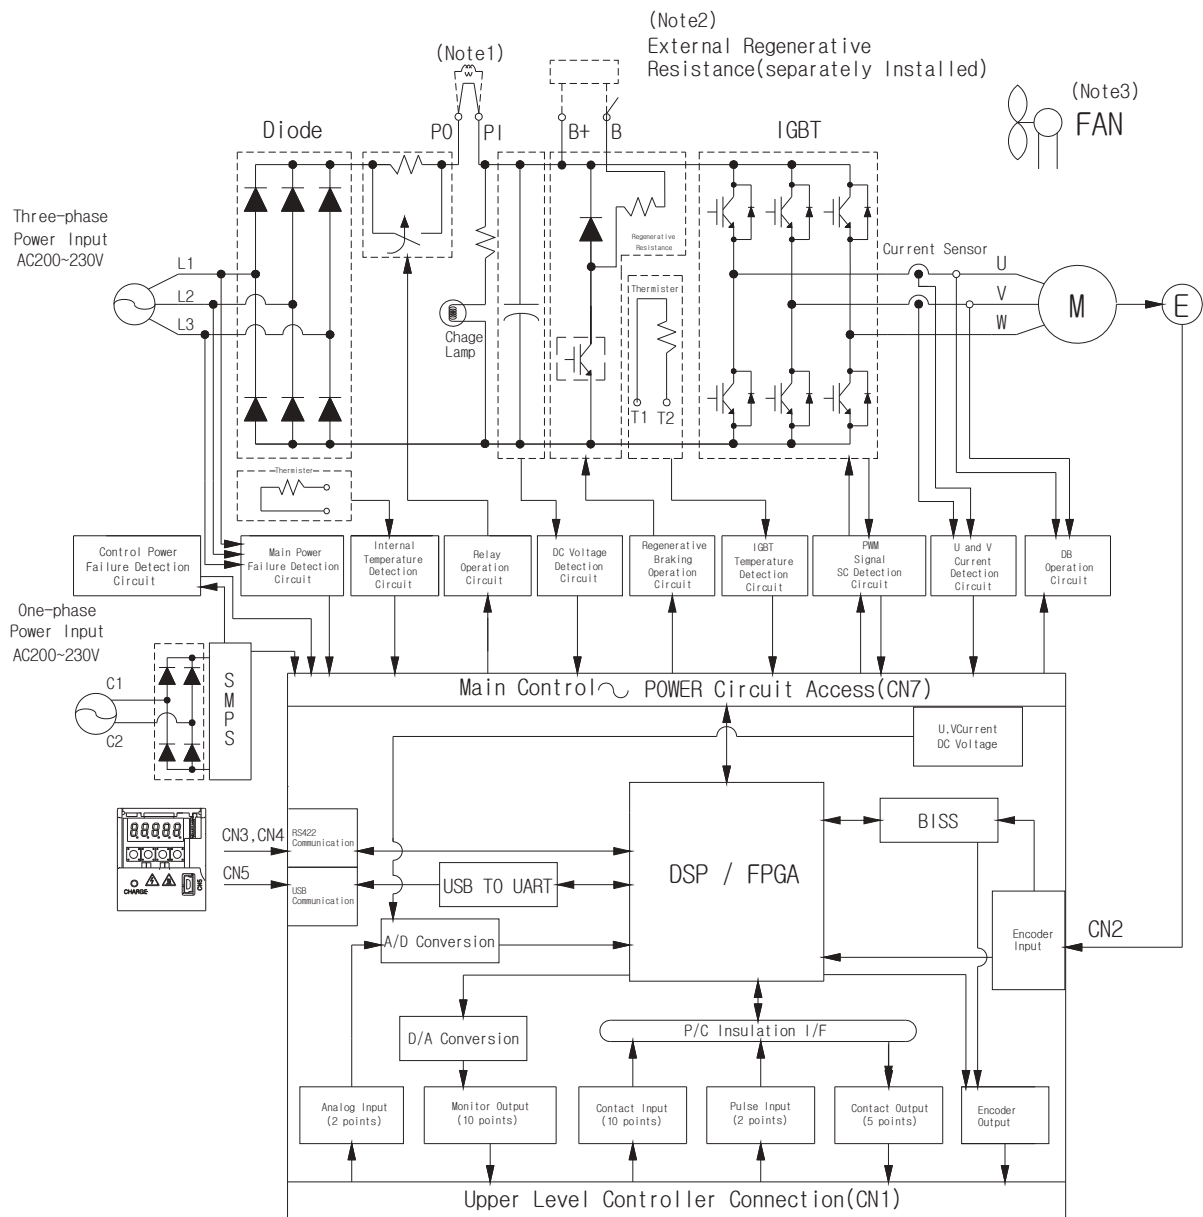 (Note2)
External Regenerative
Resistance(separately Installed)
(Note1)
W
(Note3)
FAN
Diode
PO
PI
B+
B
IGBT
Three-phase
Power Input
AC200~230V
L1
L2
L3
Regenerative
Resistance
Current Sensor
U
V
W
M
E
Thermister
T1
T2
Chage
Lamp
Thermister
Control Power
Failure Detection
Circuit
Main Power
Failure Detection
Circuit
Internal
Temperature
Detection
Circuit
Relay
Operation
Circuit
DC Voltage
Detection
Circuit
Regenerative
Braking
Operation
Circuit
IGBT
Temperature
Detection
Circuit
PWM
Signal
SC Detection
Circuit
U and V
Current
Detection
Circuit
DB
Operation
Circuit
One-phase
Power Input
AC200~230V
C1
C2
SMPS
Main Control POWER Circuit Access(CN7)
U.VCurrent
DC Voltage
BISS
DSP / FPGA
CN3,CN4
RS422
Communication
CN5
USB
Communication
USB TO UART
88888
CHARGE
CN5
A/D Conversion
Encoder
Input
CN2
D/A Conversion
P/C Insulation I/F
Analog Input
(2 points)
Monitor Output
(10 points)
Contact Input
(10 points)
Pulse Input
(2 points)
Contact Output
(5 points)
Encoder
Output
Upper Level Controller Connection(CN1)